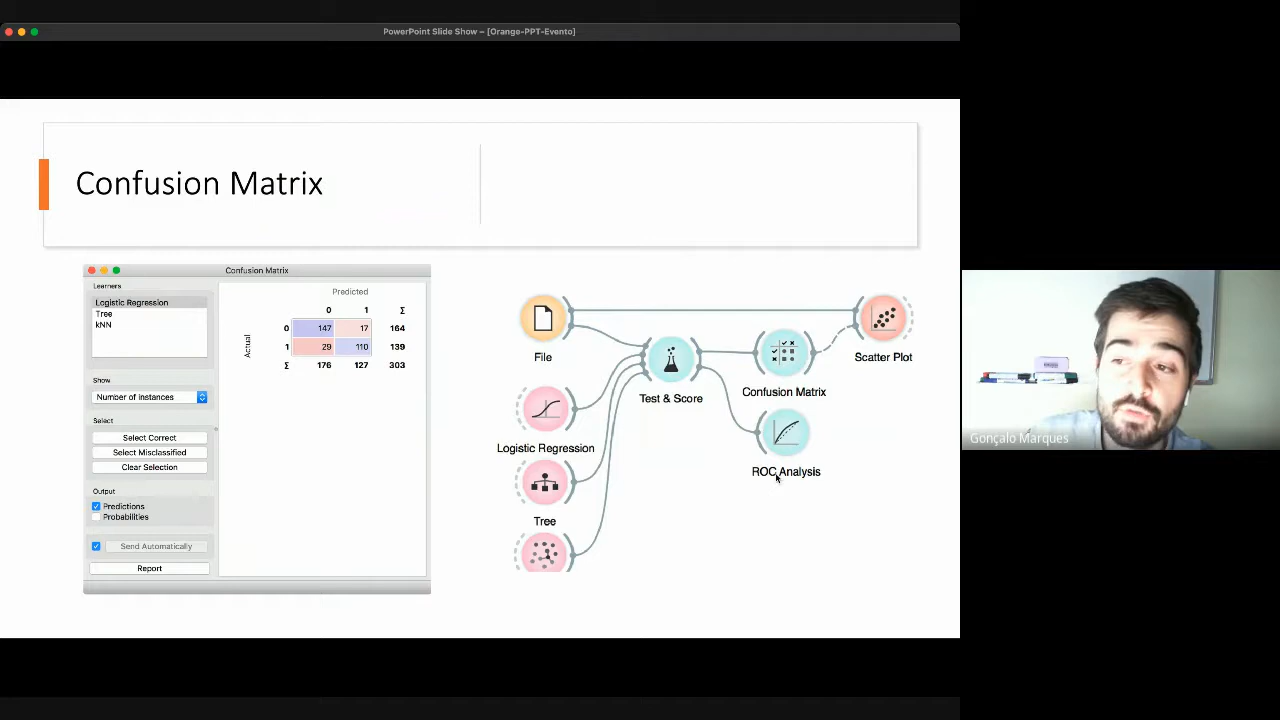 PowerPoint Slide Show – [Orange-PPT-Evento]
Confusion Matrix
Confusion Matrix
Learners
Logistic Regression
Tree
kNN
Show
Number of instances
Select
Select Correct
Select Misclassified
Clear Selection
Output
Predictions
Probabilities
Send Automatically
Report
Predicted
0 1 Σ
Actual
0 147 17 164
1 29 110 139
Σ 176 127 303
File
Scatter Plot
Test & Score
Confusion Matrix
Logistic Regression
ROC Analysis
Tree
Gonçalo Marques